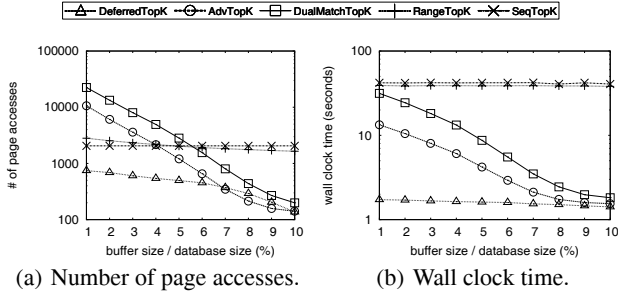 DeferredTopK AdvTopK DualMatchTopK RangeTopK SeqTopK
100000
10000
1000
100
# of page accesses
1 2 3 4 5 6 7 8 9 10
buffer size / database size (%)
(a) Number of page accesses.
100
10
1
wall clock time (seconds)
1 2 3 4 5 6 7 8 9 10
buffer size / database size (%)
(b) Wall clock time.